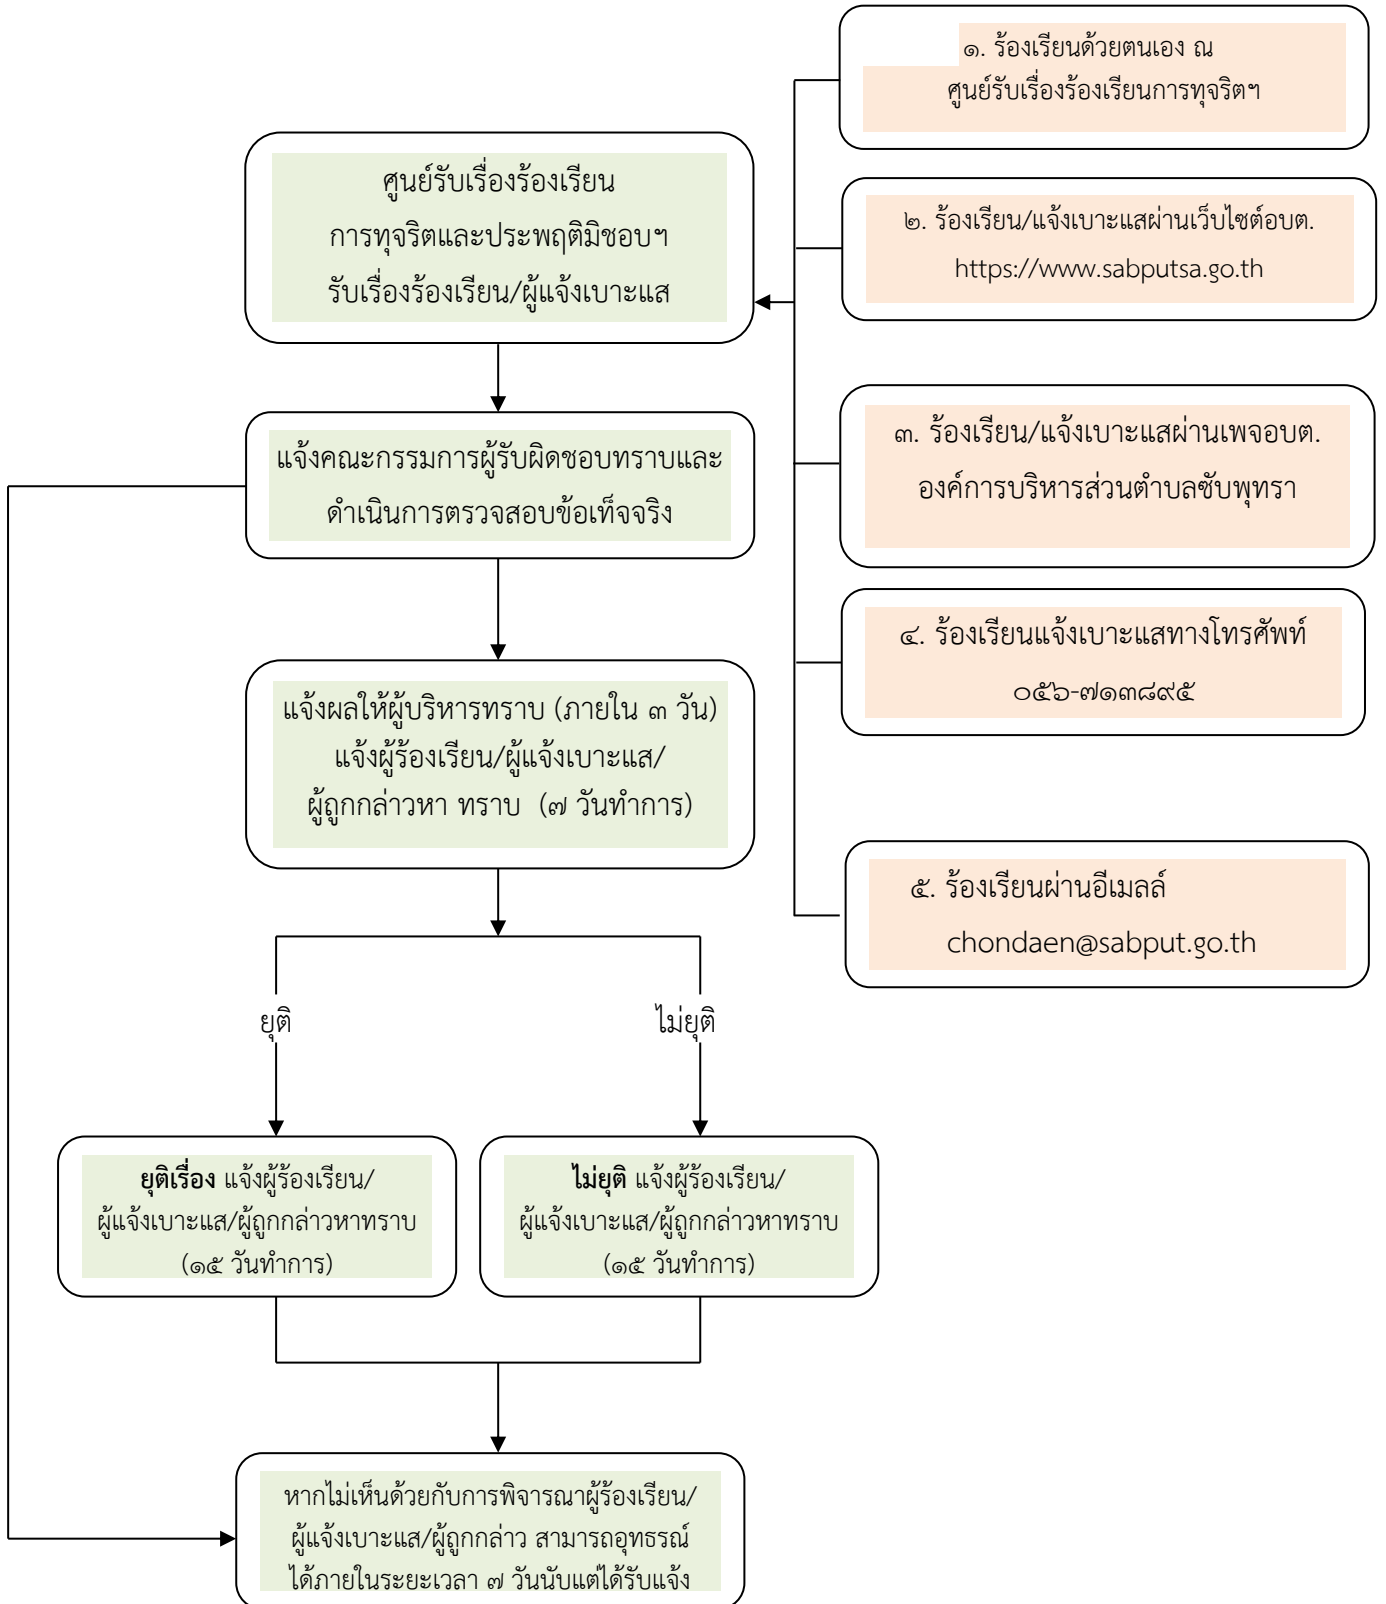 ๑. ร้องเรียนด้วยตนเอง ณ
ศูนย์รับเรื่องร้องเรียนการทุจริตฯ
๒. ร้องเรียน/แจ้งเบาะแสผ่านเว็บไซต์อบต.
https://www.sabputsa.go.th
๓. ร้องเรียน/แจ้งเบาะแสผ่านเพจอบต.
องค์การบริหารส่วนตำบลซับพุทรา
๔. ร้องเรียนแจ้งเบาะแสทางโทรศัพท์
๐๕๖-๗๑๓๘๙๕
๕. ร้องเรียนผ่านอีเมลล์
chondaen@sabput.go.th
ศูนย์รับเรื่องร้องเรียน
การทุจริตและประพฤติมิชอบฯ
รับเรื่องร้องเรียน/ผู้แจ้งเบาะแส
แจ้งคณะกรรมการผู้รับผิดชอบทราบและ
ดำเนินการตรวจสอบข้อเท็จจริง
แจ้งผลให้ผู้บริหารทราบ (ภายใน ๓ วัน)
แจ้งผู้ร้องเรียน/ผู้แจ้งเบาะแส/
ผู้ถูกกล่าวหา ทราบ (๗ วันทำการ)
ยุติ
ไม่ยุติ
ยุติเรื่อง แจ้งผู้ร้องเรียน/
ผู้แจ้งเบาะแส/ผู้ถูกกล่าวหาทราบ
(๑๕ วันทำการ)
ไม่ยุติ แจ้งผู้ร้องเรียน/
ผู้แจ้งเบาะแส/ผู้ถูกกล่าวหาทราบ
(๑๕ วันทำการ)
หากไม่เห็นด้วยกับการพิจารณาผู้ร้องเรียน/
ผู้แจ้งเบาะแส/ผู้ถูกกล่าว สามารถอุทธรณ์
ได้ภายในระยะเวลา ๗ วันนับแต่ได้รับแจ้ง